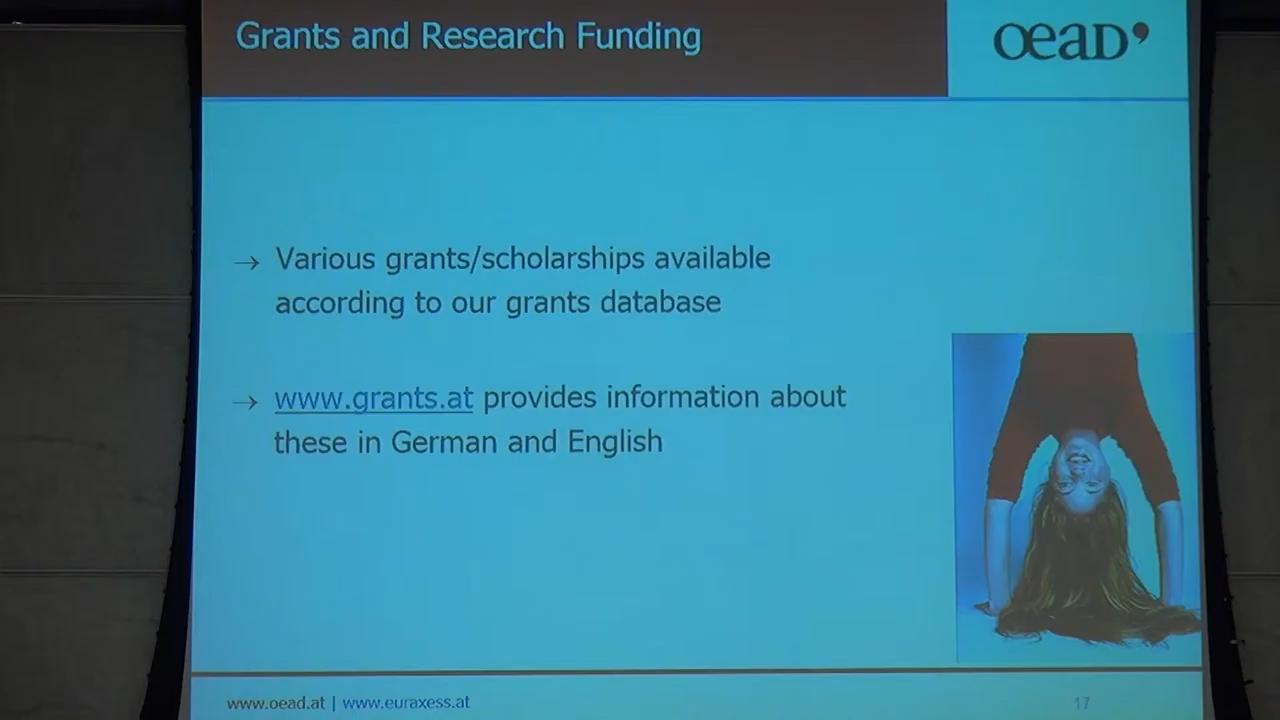 Grants and Research Funding
OeAD'
→ Various grants/scholarships available
according to our grants database
→ www.grants.at provides information about
these in German and English
www.oead.at | www.euraxess.at
17